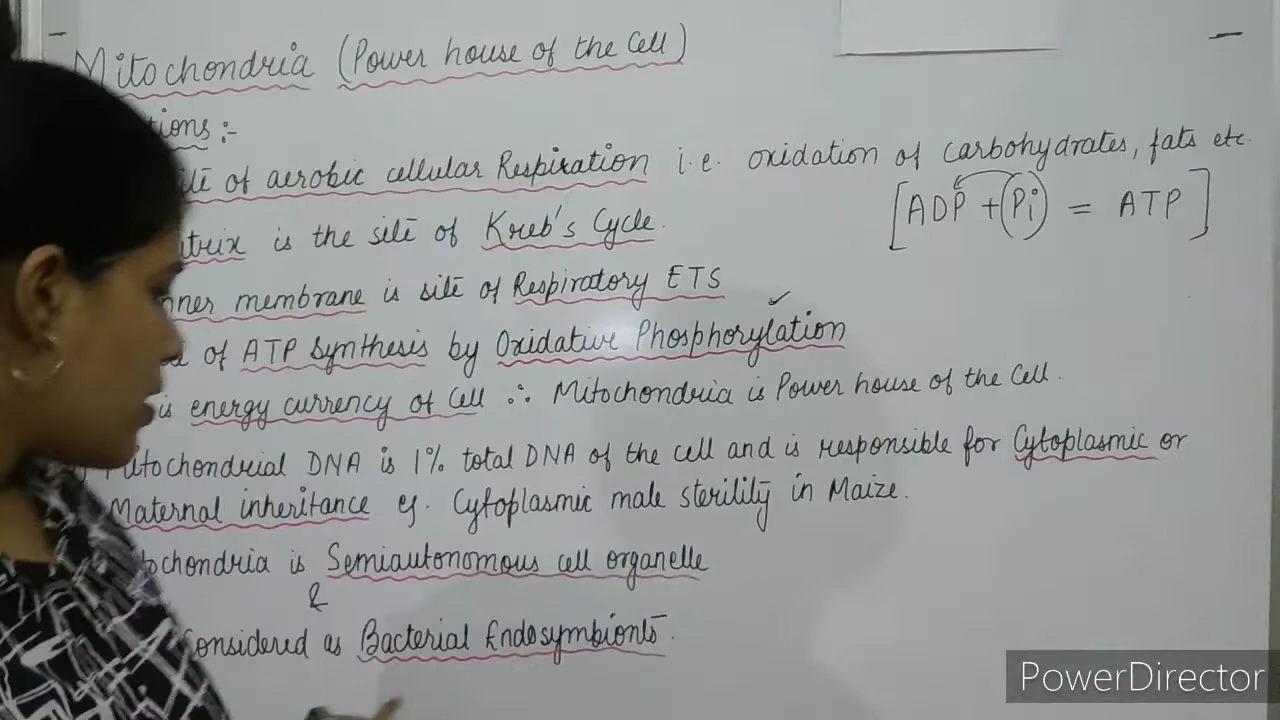 Mitochondria (Power house of the Cell)
tions :-
of aerobic cellular Respiration i.e. oxidation of carbohydrates, fats etc.
[ADP + Pi = ATP]
trix is the site of Kreb's Cycle.
nner membrane is site of Respiratory ETS
of ATP Synthesis by Oxidative Phosphorylation
is energy currency of Cell ∴ Mitochondria is Power house of the Cell.
Mitochondrial DNA is 1% total DNA of the cell and is responsible for Cytoplasmic or
Maternal inheritance eg. Cytoplasmic male sterility in Maize.
ochondria is Semiautonomous cell organelle
&
Considered as Bacterial Endosymbionts.
PowerDirector